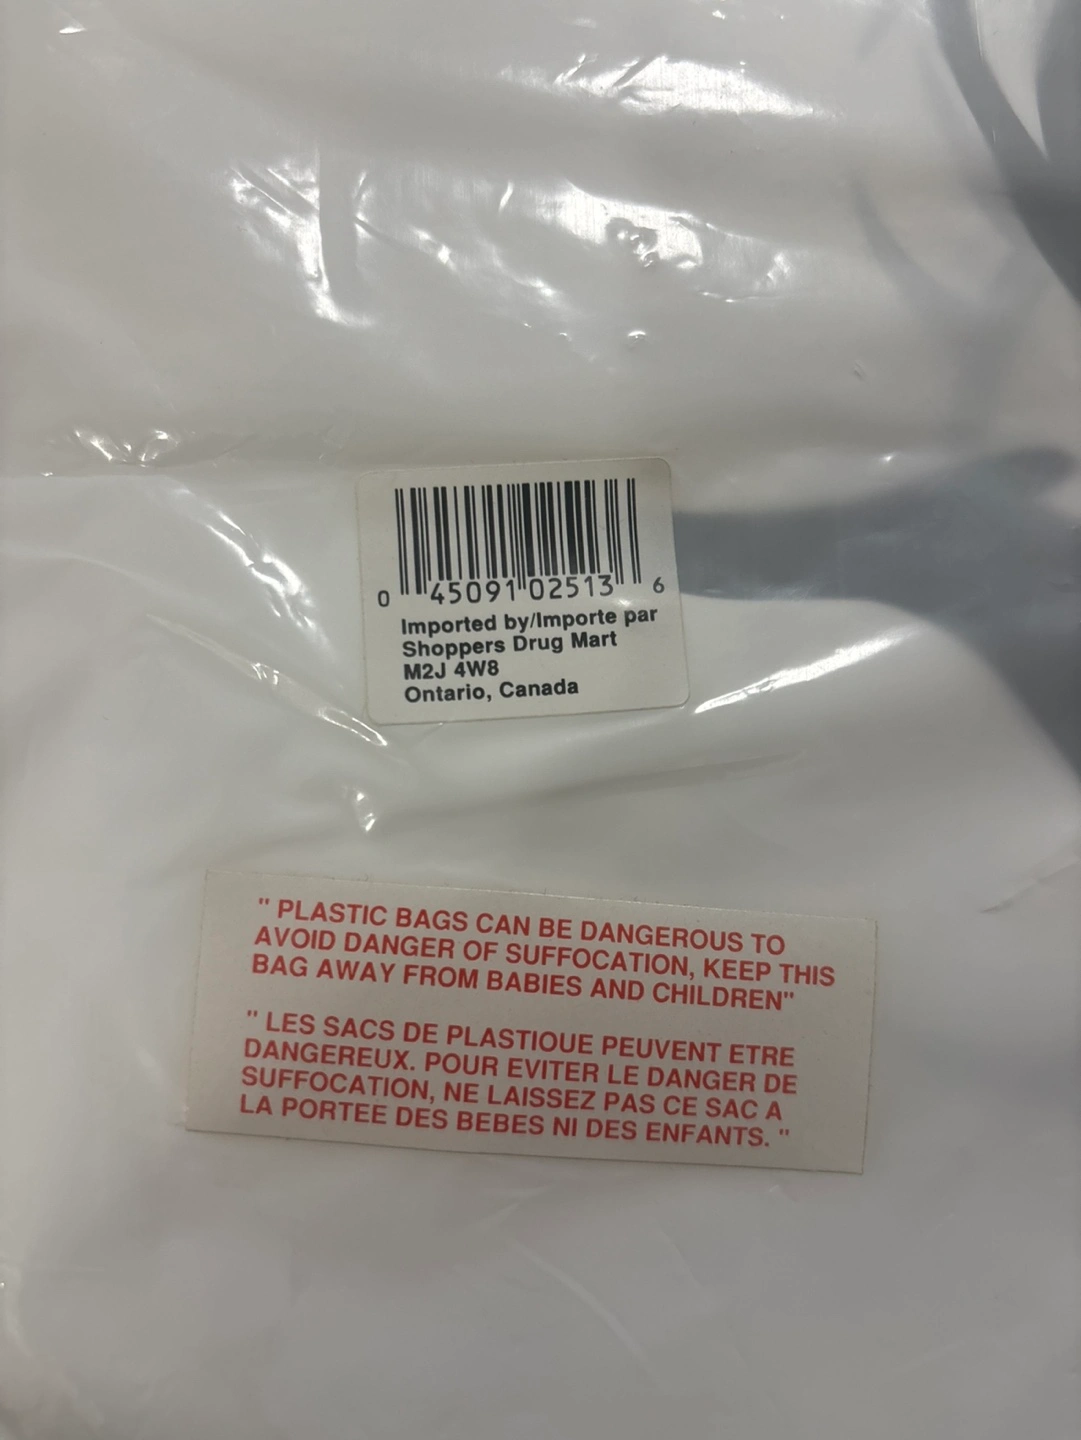 0 45091 02513 6
Imported by/Importe par
Shoppers Drug Mart
M2J 4W8
Ontario, Canada
" PLASTIC BAGS CAN BE DANGEROUS TO
AVOID DANGER OF SUFFOCATION, KEEP THIS
BAG AWAY FROM BABIES AND CHILDREN"
" LES SACS DE PLASTIOUE PEUVENT ETRE
DANGEREUX. POUR EVITER LE DANGER DE
SUFFOCATION, NE LAISSEZ PAS CE SAC A
LA PORTEE DES BEBES NI DES ENFANTS. "